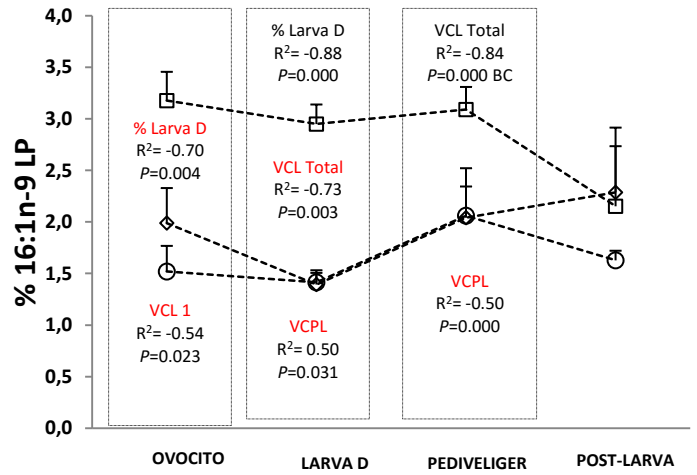 % 16:1n-9 LP
4,0
3,5
3,0
2,5
2,0
1,5
1,0
0,5
0,0
% Larva D
R2= -0.70
P=0.004
VCL 1
R2= -0.54
P=0.023
% Larva D
R2= -0.88
P=0.000
VCL Total
R2= -0.73
P=0.003
VCPL
R2= 0.50
P=0.031
VCL Total
R2= -0.84
P=0.000 BC
VCPL
R2= -0.50
P=0.000
OVOCITO
LARVA D
PEDIVELIGER
POST-LARVA